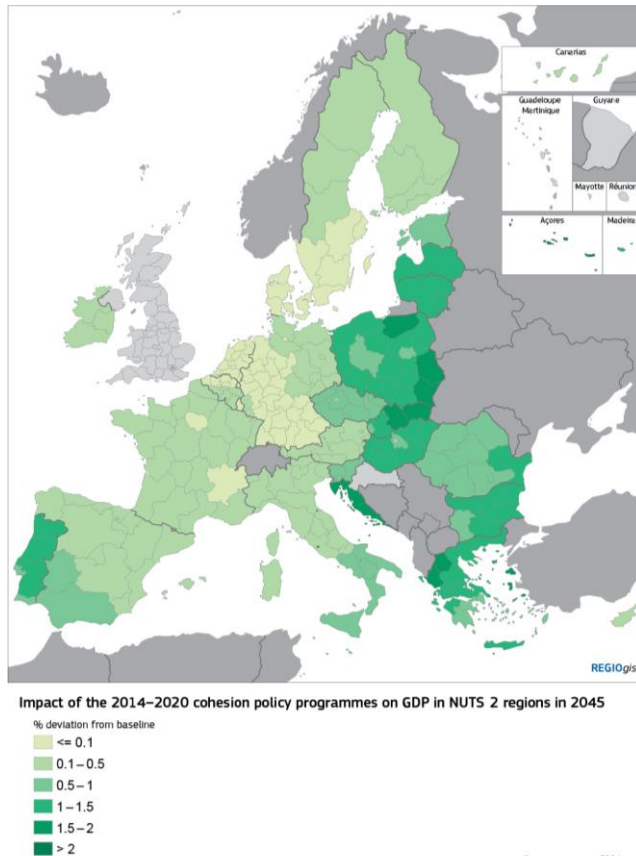 Canarias
Guadeloupe
Martinique
Guyane
Mayotte
Réunion
Açores
Madeira
REGIOgis
Impact of the 2014–2020 cohesion policy programmes on GDP in NUTS 2 regions in 2045
% deviation from baseline
<= 0.1
0.1–0.5
0.5–1
1–1.5
1.5–2
> 2